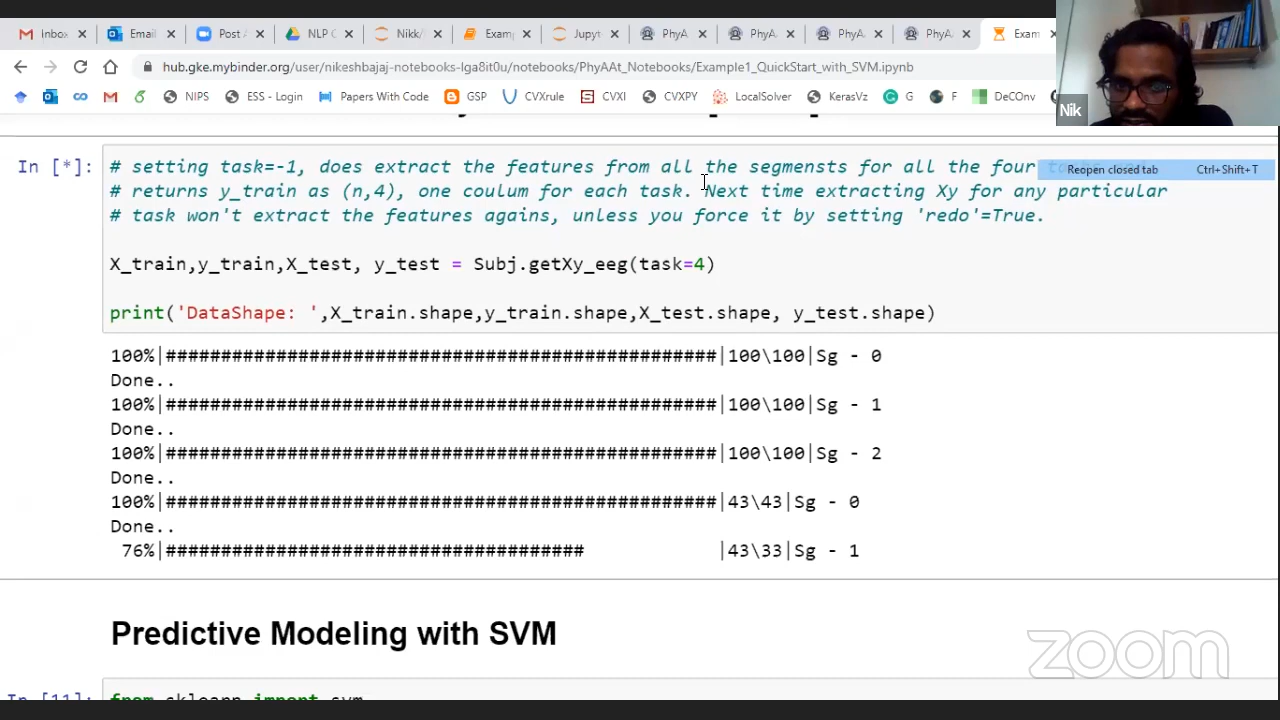 Inbox
Email
Post A
NLP C
Nikk/
Examp
Jupyt
PhyA
PhyA
PhyA
PhyA
Exam
hub.gke.mybinder.org/user/nikeshbajaj-notebooks-lga8it0u/notebooks/PhyAAt_Notebooks/Example1_QuickStart_with_SVM.ipynb
NIPS
ESS - Login
Papers With Code
GSP
CVXrule
CVXI
CVXPY
LocalSolver
KerasVz
G
F
DeCOnv
Nik
In [*]:
# setting task=-1, does extract the features from all the segmensts for all the four
Reopen closed tab Ctrl+Shift+T
# returns y_train as (n,4), one coulum for each task. Next time extracting Xy for any particular
# task won't extract the features agains, unless you force it by setting 'redo'=True.
X_train,y_train,X_test, y_test = Subj.getXy_eeg(task=4)
print('DataShape: ',X_train.shape,y_train.shape,X_test.shape, y_test.shape)
100%|##################################################|100\100|Sg - 0
Done..
100%|##################################################|100\100|Sg - 1
Done..
100%|##################################################|100\100|Sg - 2
Done..
100%|##################################################|43\43|Sg - 0
Done..
76%|###################################### |43\33|Sg - 1
Predictive Modeling with SVM
zoom
In [11]: from sklearn import svm